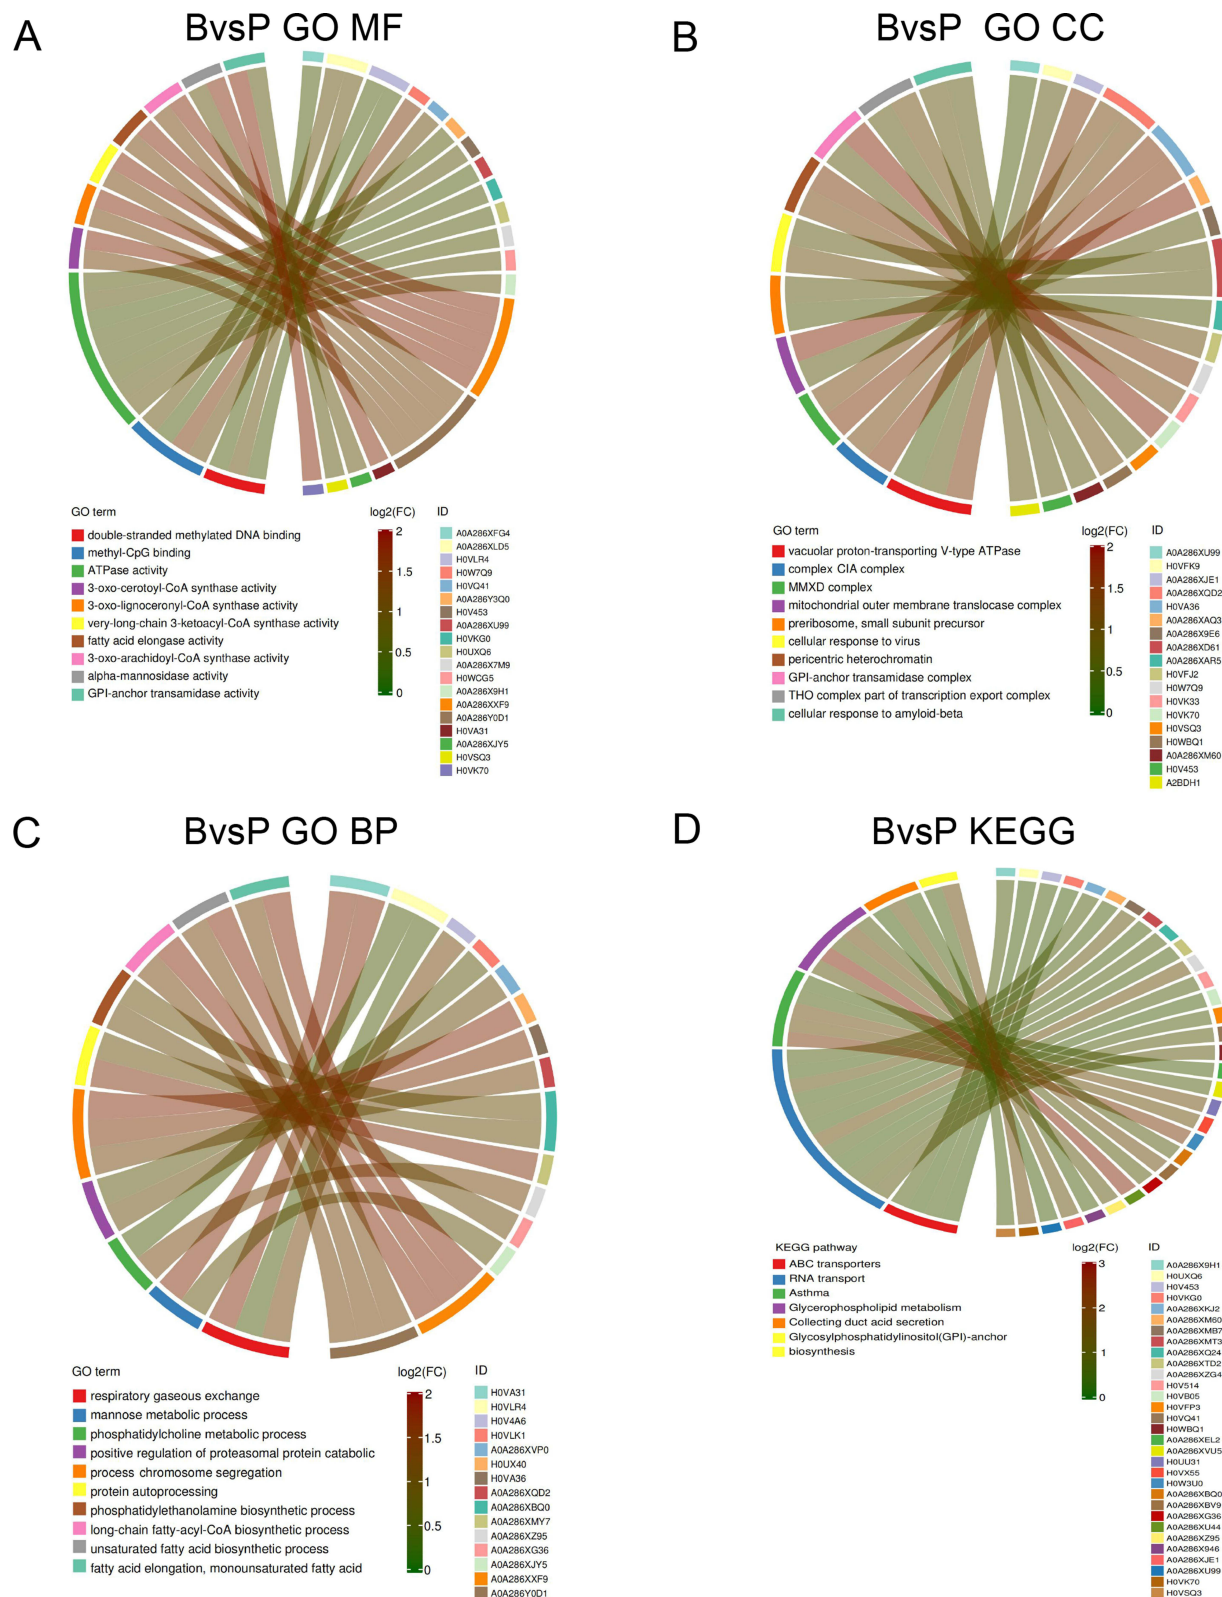 A
BvsP GO MF
GO term
double-stranded methylated DNA binding
methyl-CpG binding
ATPase activity
3-oxo-cerotoyl-CoA synthase activity
3-oxo-lignoceronyl-CoA synthase activity
very-long-chain 3-ketoacyl-CoA synthase activity
fatty acid elongase activity
3-oxo-arachidoyl-CoA synthase activity
alpha-mannosidase activity
GPI-anchor transamidase activity
log2(FC)
2
1.5
1
0.5
0
ID
A0A286XFG4
A0A286XLD5
H0VLR4
H0W7Q9
H0VQ41
A0A286Y3Q0
H0V453
A0A286XU99
H0VKG0
H0UXQ6
A0A286X7M9
H0WCG5
A0A286X9H1
A0A286XXF9
A0A286Y0D1
H0VA31
A0A286XJY5
H0VSQ3
H0VK70
B
BvsP GO CC
GO term
vacuolar proton-transporting V-type ATPase
complex CIA complex
MMXD complex
mitochondrial outer membrane translocase complex
preribosome, small subunit precursor
cellular response to virus
pericentric heterochromatin
GPI-anchor transamidase complex
THO complex part of transcription export complex
cellular response to amyloid-beta
log2(FC)
2
1.5
1
0.5
0
ID
A0A286XU99
H0VFK9
A0A286XJE1
A0A286XQD2
H0VA36
A0A286XAQ3
A0A286X9E6
A0A286XD61
A0A286XAR5
H0VFJ2
H0W7Q9
H0VK33
H0VK70
H0VSQ3
H0WBQ1
A0A286XM60
H0V453
A2BDH1
C
BvsP GO BP
GO term
respiratory gaseous exchange
mannose metabolic process
phosphatidylcholine metabolic process
positive regulation of proteasomal protein catabolic
process chromosome segregation
protein autoprocessing
phosphatidylethanolamine biosynthetic process
long-chain fatty-acyl-CoA biosynthetic process
unsaturated fatty acid biosynthetic process
fatty acid elongation, monounsaturated fatty acid
log2(FC)
2
1.5
1
0.5
0
ID
H0VA31
H0VLR4
H0V4A6
H0VLK1
A0A286XVP0
H0UX40
H0VA36
A0A286XQD2
A0A286XBQ0
A0A286XMY7
A0A286XZ95
A0A286XG36
A0A286XJY5
A0A286XXF9
A0A286Y0D1
D
BvsP KEGG
KEGG pathway
ABC transporters
RNA transport
Asthma
Glycerophospholipid metabolism
Collecting duct acid secretion
Glycosylphosphatidylinositol(GPI)-anchor
biosynthesis
log2(FC)
3
2
1
0
ID
A0A286X9H1
H0UXQ6
H0V453
H0VKG0
A0A286XKJ2
A0A286XM60
A0A286XMB7
A0A286XMT3
A0A286XQ24
A0A286XTD2
A0A286XZG4
H0V514
H0VB05
H0VFP3
H0VQ41
H0WBQ1
A0A286XEL2
A0A286XVU5
H0UU31
H0VX55
H0W3U0
A0A286XBQ0
A0A286XBV9
A0A286XG36
A0A286XU44
A0A286XZ95
A0A286X946
A0A286XJE1
A0A286XU99
H0VK70
H0VSQ3